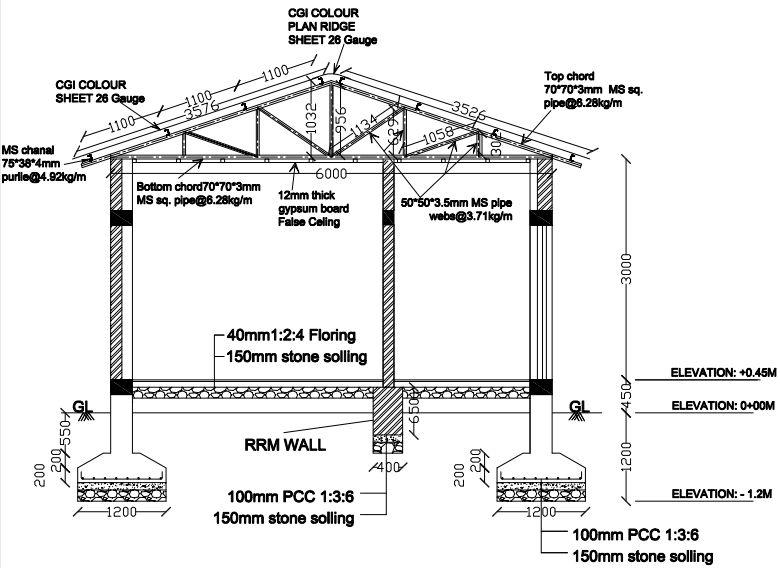 CGI COLOUR
PLAN RIDGE
SHEET 26 Gauge
CGI COLOUR
SHEET 26 Gauge
1100
1100
1100
3576
3526
Top chord
70*70*3mm MS sq.
pipe@6.28kg/m
MS chanal
75*38*4mm
purlie@4.92kg/m
1032
956
1134
629
1058
302
6000
Bottom chord70*70*3mm
MS sq. pipe@6.28kg/m
12mm thick
gypsum board
False Celing
50*50*3.5mm MS pipe
webs@3.71kg/m
3000
40mm1:2:4 Floring
150mm stone solling
ELEVATION: +0.45M
450
ELEVATION: 0+00M
GL
GL
550
650
RRM WALL
1200
200
200
400
200
200
ELEVATION: - 1.2M
1200
1200
100mm PCC 1:3:6
150mm stone solling
100mm PCC 1:3:6
150mm stone solling